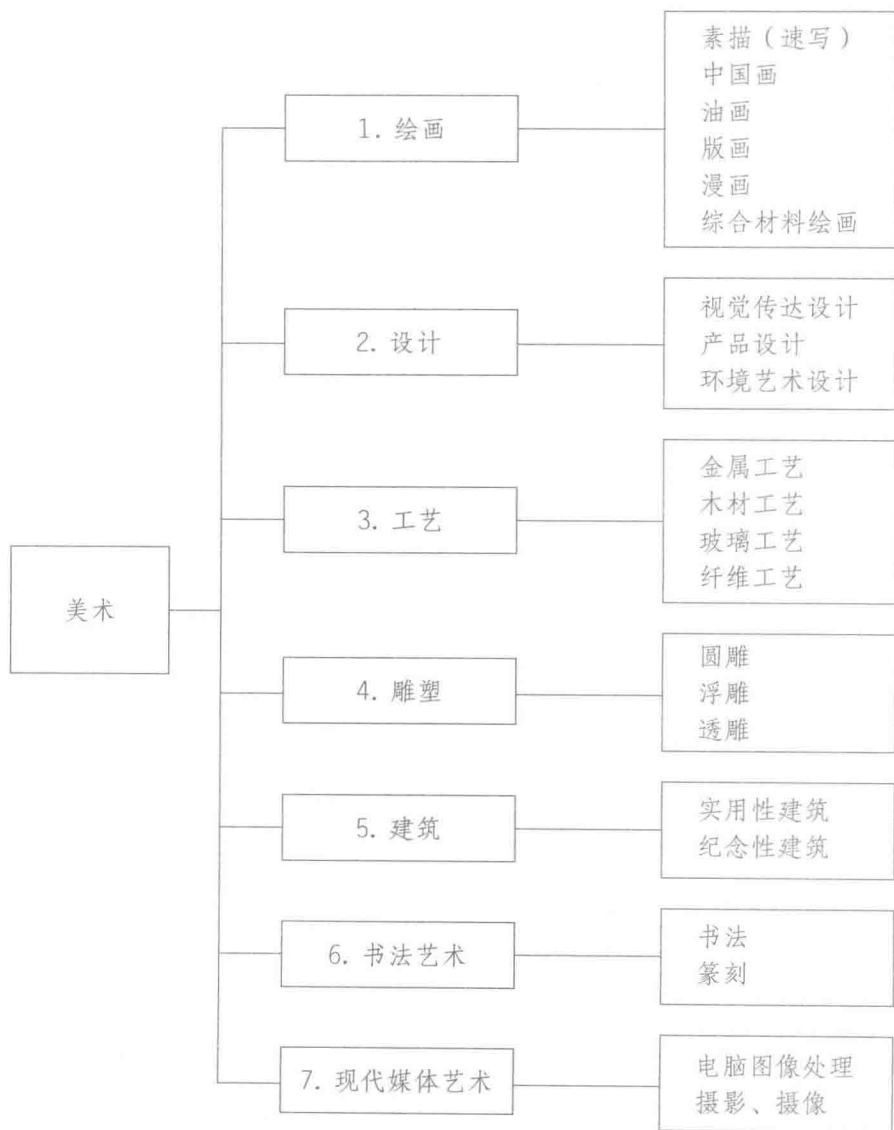 美术
1. 绘画
素描（速写）
中国画
油画
版画
漫画
综合材料绘画
2. 设计
视觉传达设计
产品设计
环境艺术设计
3. 工艺
金属工艺
木材工艺
玻璃工艺
纤维工艺
4. 雕塑
圆雕
浮雕
透雕
5. 建筑
实用性建筑
纪念性建筑
6. 书法艺术
书法
篆刻
7. 现代媒体艺术
电脑图像处理
摄影、摄像